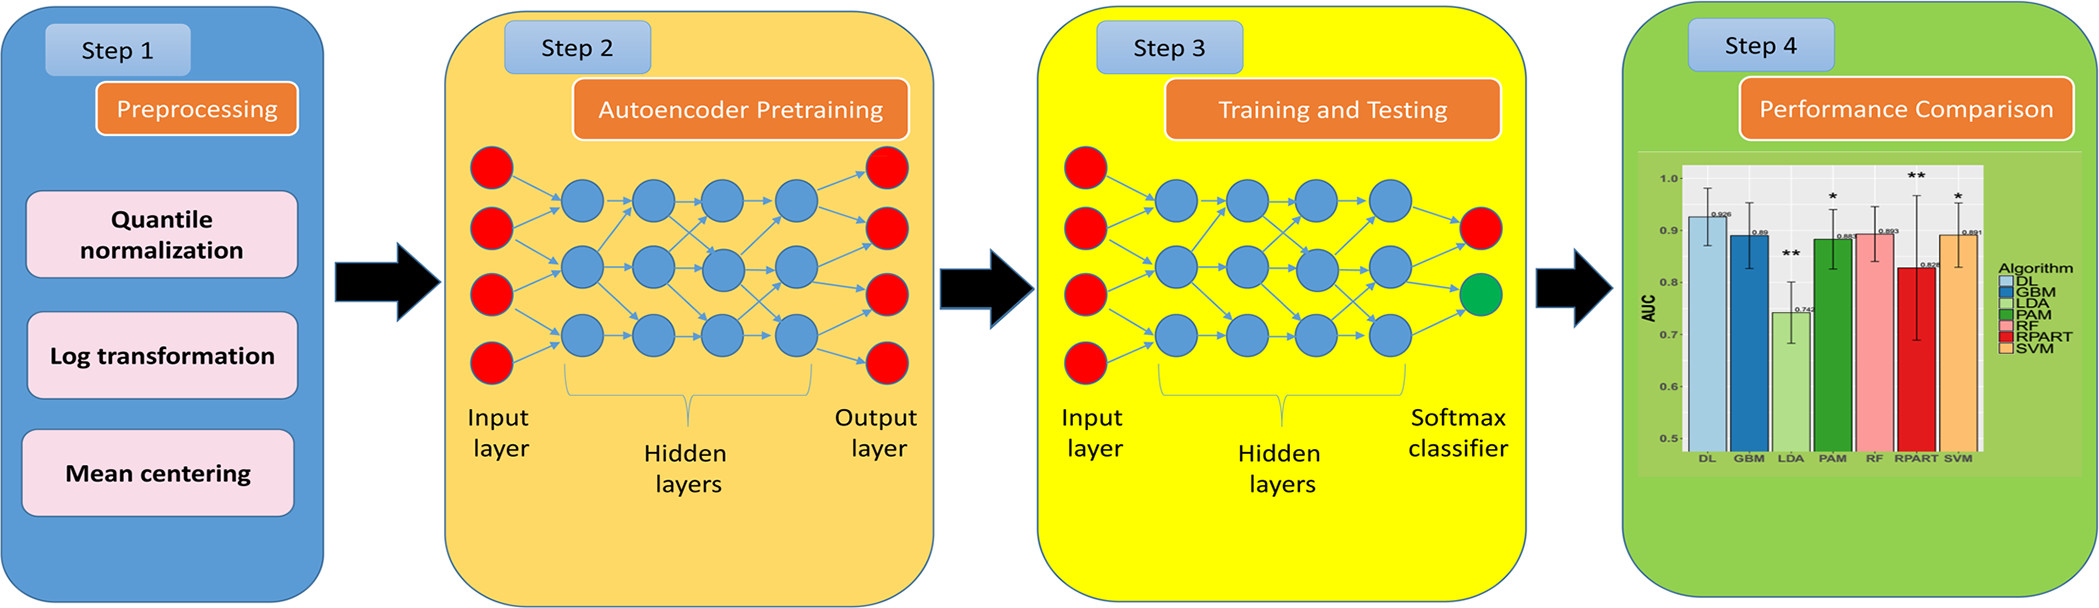 Step 1
Preprocessing
Quantile
normalization
Log transformation
Mean centering
Step 2
Autoencoder Pretraining
Input
layer
Hidden
layers
Output
layer
Step 3
Training and Testing
Input
layer
Hidden
layers
Softmax
classifier
Step 4
Performance Comparison
AUC
1.0
0.9
0.8
0.7
0.6
0.5
0.926
0.89
**
0.742
*
0.883
0.893
**
0.828
*
0.891
DL GBM LDA PAM RF RPART SVM
Algorithm
DL
GBM
LDA
PAM
RF
RPART
SVM